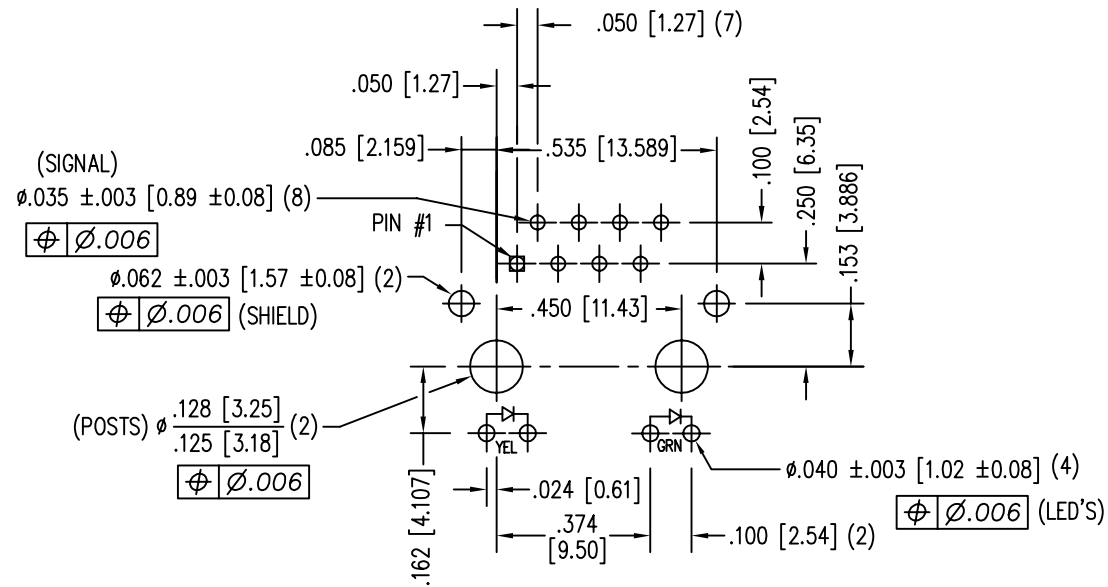 .050 [1.27] (7)
.050 [1.27]
.085 [2.159]
.535 [13.589]
.100 [2.54]
.250 [6.35]
.153 [3.886]
(SIGNAL)
ø.035 ±.003 [0.89 ±0.08] (8)
⌖ Ø.006
PIN #1
ø.062 ±.003 [1.57 ±0.08] (2)
⌖ Ø.006 (SHIELD)
.450 [11.43]
(POSTS) ø .128 [3.25]
.125 [3.18] (2)
⌖ Ø.006
YEL
GRN
ø.040 ±.003 [1.02 ±0.08] (4)
⌖ Ø.006 (LED'S)
.162 [4.107]
.024 [0.61]
.374
[9.50]
.100 [2.54] (2)